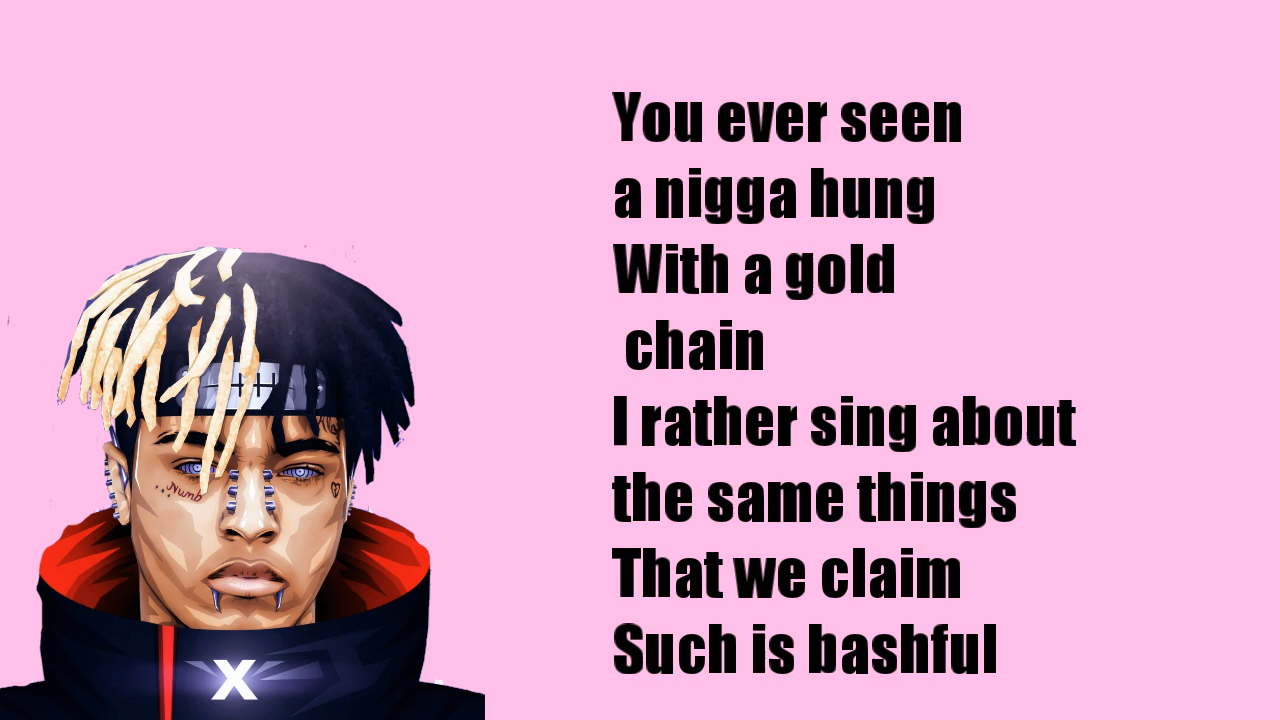 You ever seen
a nigga hung
With a gold
chain
I rather sing about
the same things
That we claim
Such is bashful
Numb
X